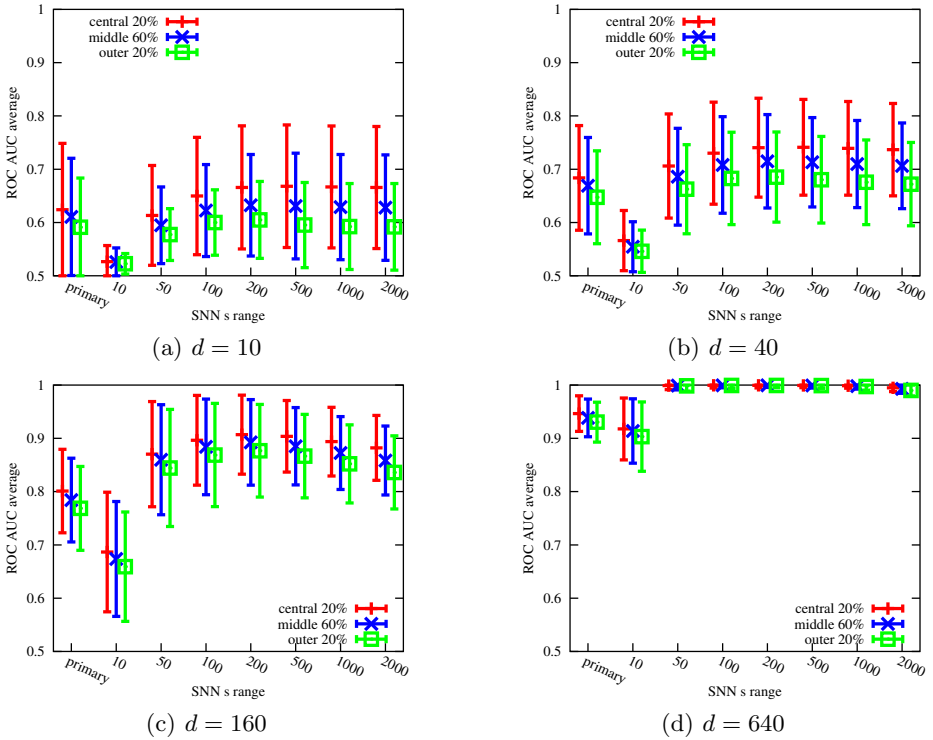 1
0.9
0.8
0.7
0.6
0.5
ROC AUC average
central 20%
middle 60%
outer 20%
primary 10 50 100 200 500 1000 2000
SNN s range
(a) d = 10
1
0.9
0.8
0.7
0.6
0.5
ROC AUC average
central 20%
middle 60%
outer 20%
primary 10 50 100 200 500 1000 2000
SNN s range
(b) d = 40
1
0.9
0.8
0.7
0.6
0.5
ROC AUC average
central 20%
middle 60%
outer 20%
primary 10 50 100 200 500 1000 2000
SNN s range
(c) d = 160
1
0.9
0.8
0.7
0.6
0.5
ROC AUC average
central 20%
middle 60%
outer 20%
primary 10 50 100 200 500 1000 2000
SNN s range
(d) d = 640